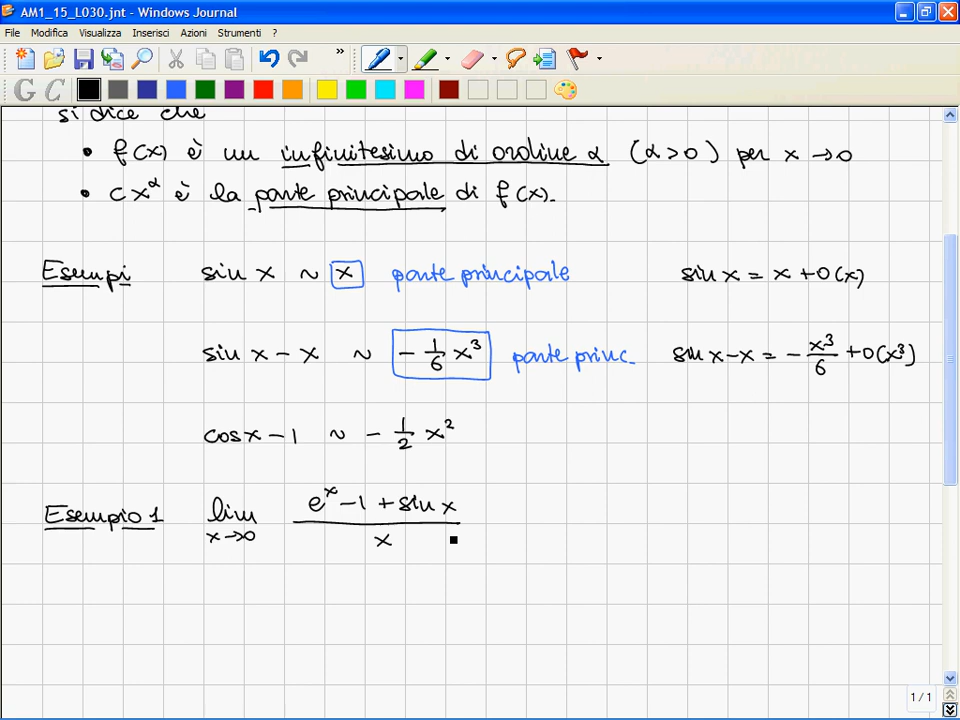 AM1_15_L030.jnt - Windows Journal
File Modifica Visualizza Inserisci Azioni Strumenti ?
»
G C
si dice che
• f(x) è un infinitesimo di ordine α (α>0) per x → 0
• c x^α è la parte principale di f(x).
Esempi sin x ~ x parte principale sin x = x + o(x)
sin x - x ~ - 1/6 x³ parte princ. sin x - x = - x³/6 + o(x³)
cos x - 1 ~ - 1/2 x²
Esempio 1 lim x→0 (e^x - 1 + sin x) / x
1 / 1